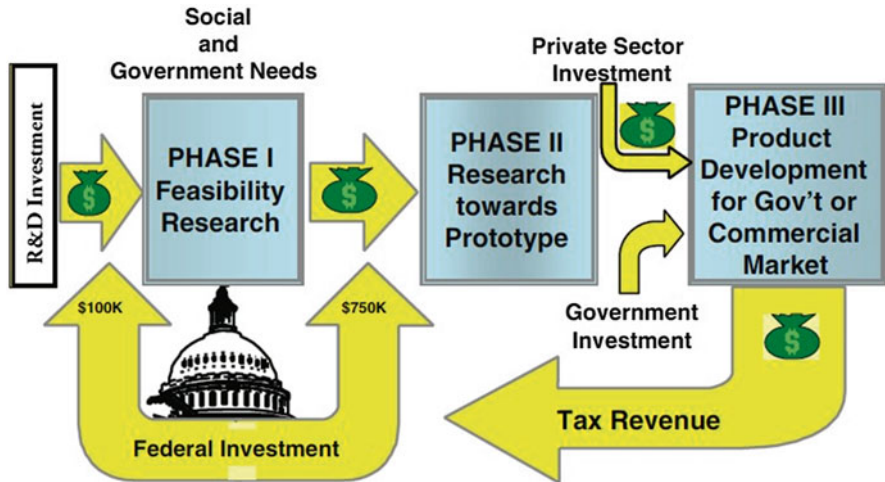 Social
and
Government Needs
Private Sector
Investment
R&D Investment
$
PHASE I
Feasibility
Research
$
PHASE II
Research
towards
Prototype
$
PHASE III
Product
Development
for Gov't or
Commercial
Market
$100K
$750K
Government
Investment
$
Federal Investment
Tax Revenue